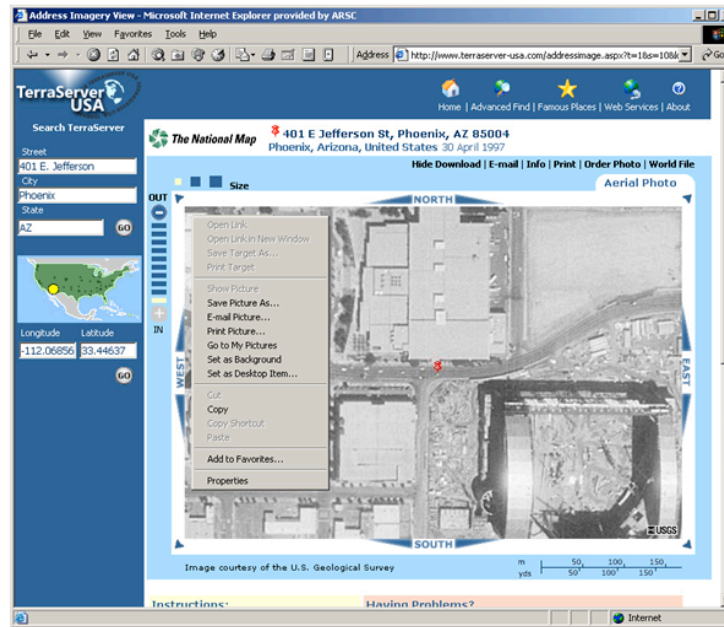 Address Imagery View - Microsoft Internet Explorer provided by ARSC
File Edit View Favorites Tools Help
Address http://www.terraserver-usa.com/addressimage.aspx?t=1&s=10&l Go
TerraServer USA
Home | Advanced Find | Famous Places | Web Services | About
Search TerraServer
Street
401 E. Jefferson
City
Phoenix
State
AZ GO
Longitude Latitude
-112.06856 33.44637
GO
The National Map
401 E Jefferson St, Phoenix, AZ 85004
Phoenix, Arizona, United States 30 April 1997
Hide Download | E-mail | Info | Print | Order Photo | World File
Size
Aerial Photo
OUT
IN
NORTH
WEST
EAST
SOUTH
Open Link
Open Link in New Window
Save Target As...
Print Target
Show Picture
Save Picture As...
E-mail Picture...
Print Picture...
Go to My Pictures
Set as Background
Set as Desktop Item...
Cut
Copy
Copy Shortcut
Paste
Add to Favorites...
Properties
USGS
Image courtesy of the U.S. Geological Survey
m 50 100 150
yds 50' 100' 150'
Instructions: Having Problems?
Internet